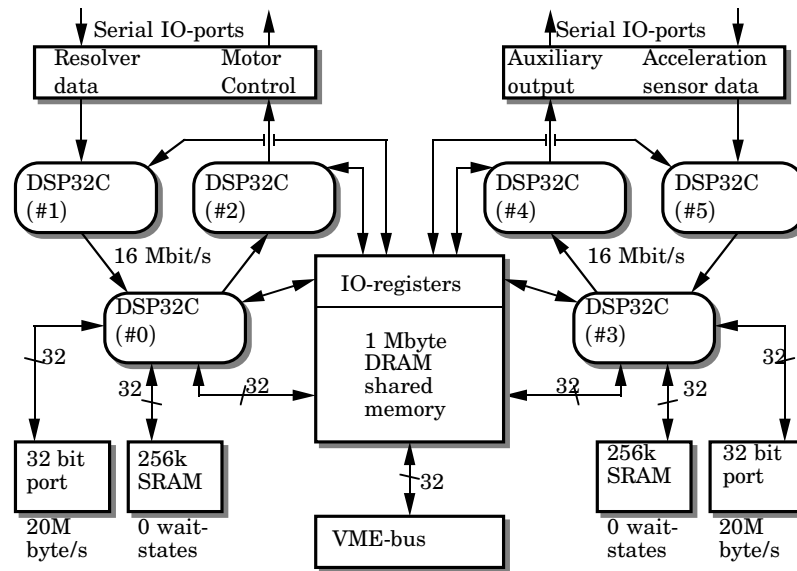 Serial IO-ports
Serial IO-ports
Resolver
data
Motor
Control
Auxiliary
output
Acceleration
sensor data
DSP32C
(#1)
DSP32C
(#2)
DSP32C
(#4)
DSP32C
(#5)
16 Mbit/s
16 Mbit/s
DSP32C
(#0)
IO-registers
DSP32C
(#3)
1 Mbyte
DRAM
shared
memory
32
32
32
32
32
32
32 bit
port
256k
SRAM
32
256k
SRAM
32 bit
port
20M
byte/s
0 wait-
states
VME-bus
0 wait-
states
20M
byte/s